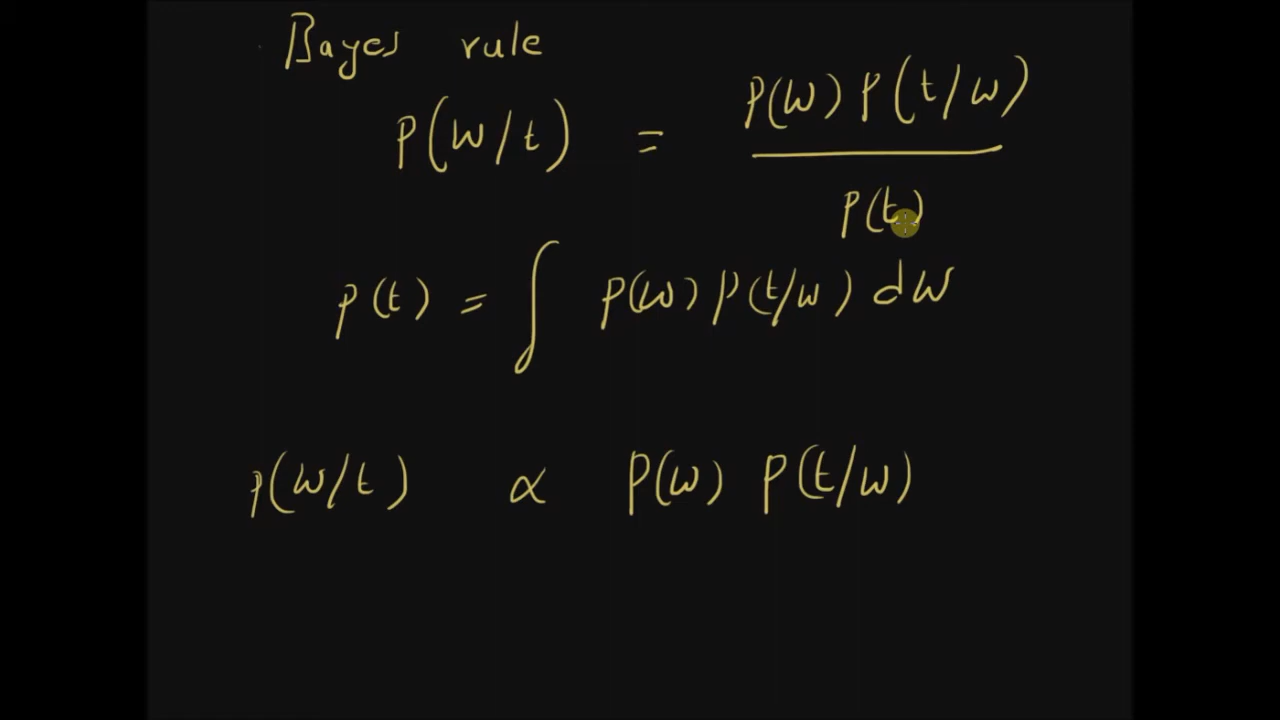 Bayes rule
P(W/t) = P(W) P(t/W) / P(t)
P(t) = ∫ P(W) P(t/W) dW
P(W/t) ∝ P(W) P(t/W)